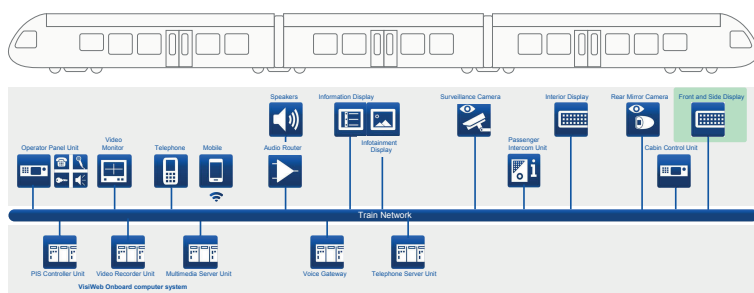 Speakers
Information Display
Surveillance Camera
Interior Display
Rear Mirror Camera
Front and Side Display
Operator Panel Unit
Video
Monitor
Telephone
Mobile
Audio Router
Infotainment
Display
Passenger
Intercom Unit
Cabin Control Unit
Train Network
PIS Controller Unit
Video Recorder Unit
Multimedia Server Unit
Voice Gateway
Telephone Server Unit
VisiWeb Onboard computer system